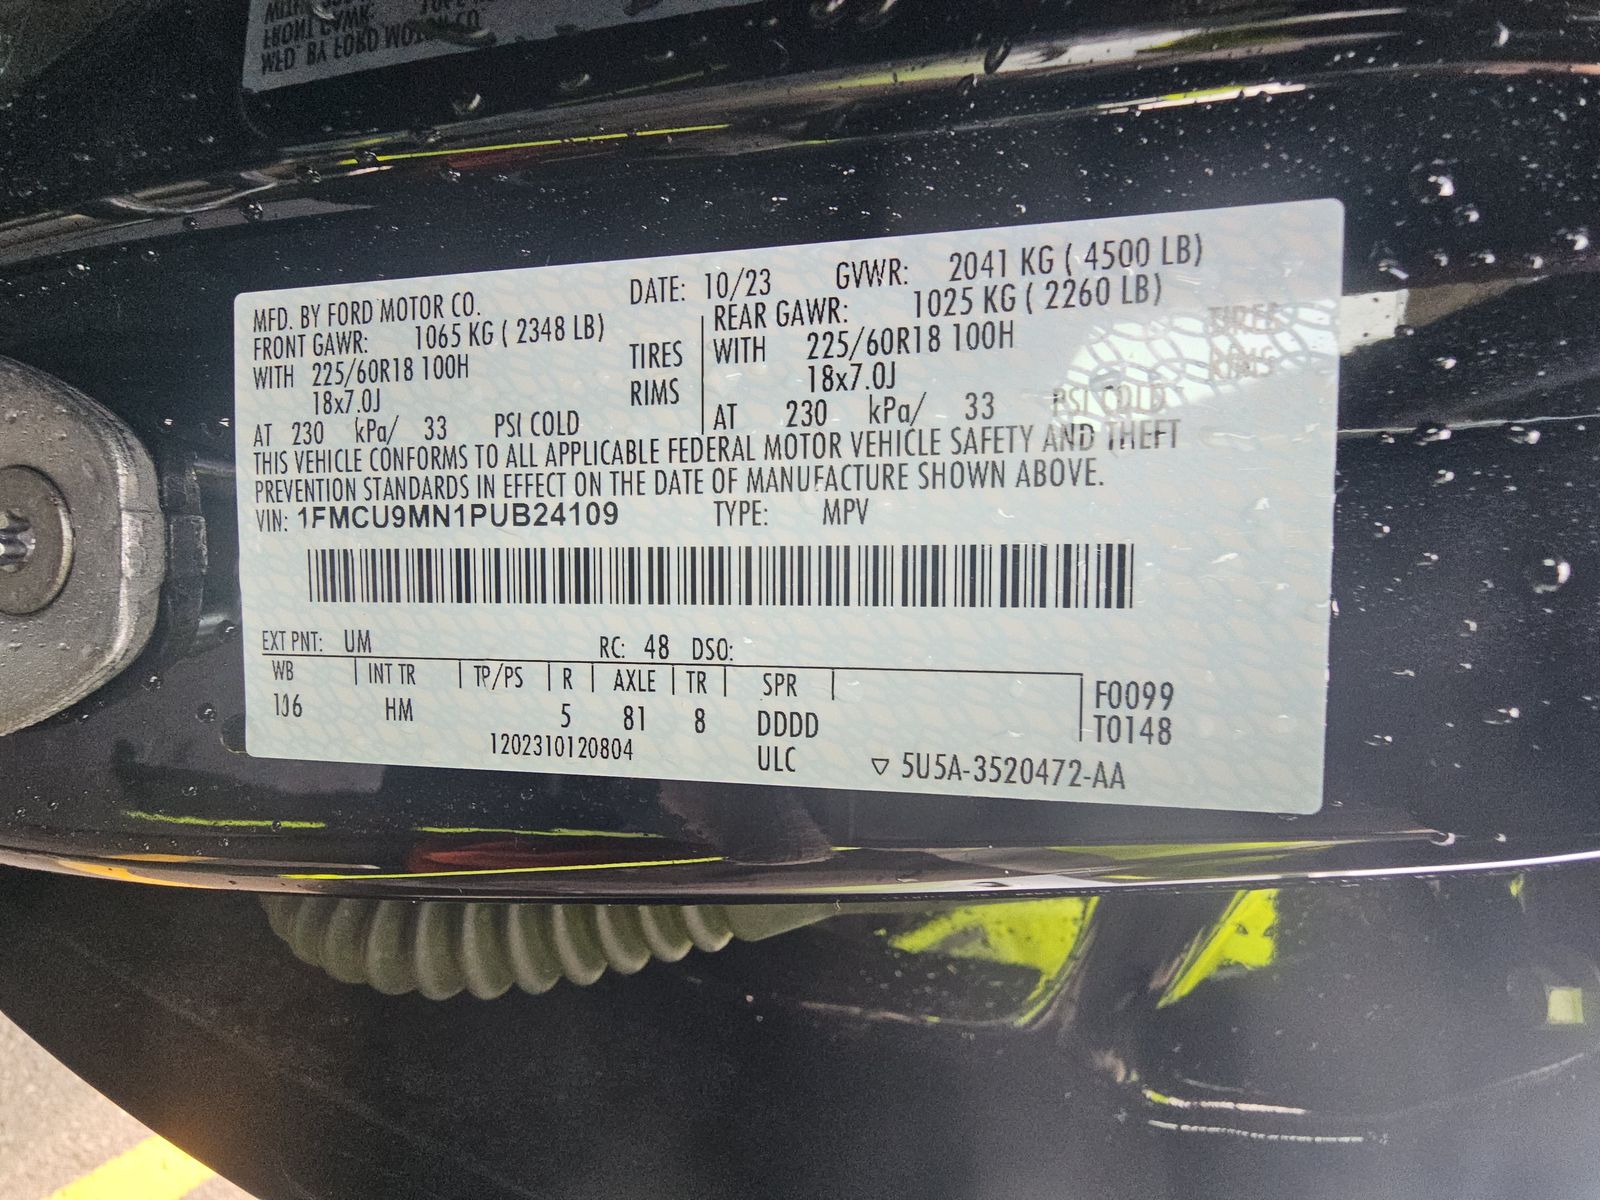 MFD. BY FORD MOTOR CO.
DATE: 10/23 GVWR: 2041 KG ( 4500 LB)
FRONT GAWR: 1065 KG ( 2348 LB)
WITH 225/60R18 100H TIRES
18x7.0J RIMS
AT 230 kPa/ 33 PSI COLD
REAR GAWR: 1025 KG ( 2260 LB)
WITH 225/60R18 100H TIRES
18x7.0J RIMS
AT 230 kPa/ 33 PSI COLD
THIS VEHICLE CONFORMS TO ALL APPLICABLE FEDERAL MOTOR VEHICLE SAFETY AND THEFT
PREVENTION STANDARDS IN EFFECT ON THE DATE OF MANUFACTURE SHOWN ABOVE.
VIN: 1FMCU9MN1PUB24109 TYPE: MPV
EXT PNT: UM RC: 48 DSO:
WB | INT TR | TP/PS | R | AXLE | TR | SPR |
106 HM 5 81 8 DDDD
F0099
T0148
1202310120804 ULC ▽ 5U5A-3520472-AA